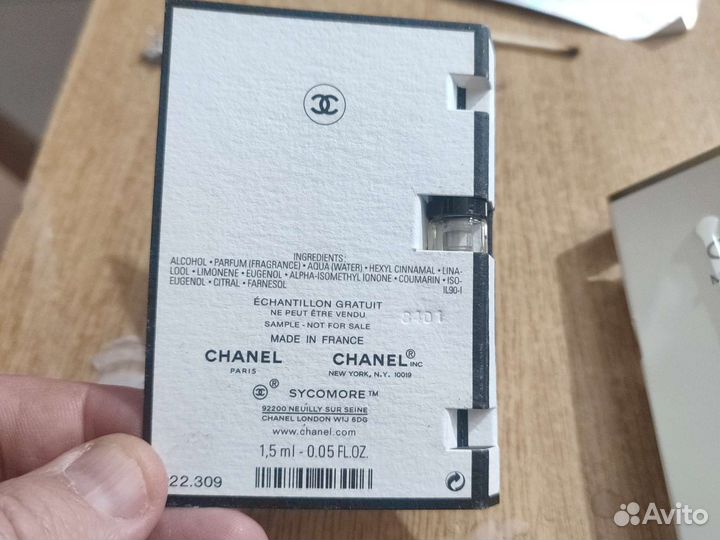 INGREDIENTS:
ALCOHOL • PARFUM (FRAGRANCE) • AQUA (WATER) • HEXYL CINNAMAL • LINA-
LOOL • LIMONENE • EUGENOL • ALPHA-ISOMETHYL IONONE • COUMARIN • ISO-
EUGENOL • CITRAL • FARNESOL
IL90-I
ÉCHANTILLON GRATUIT
NE PEUT ÊTRE VENDU
SAMPLE - NOT FOR SALE
8401
MADE IN FRANCE
CHANEL CHANEL® INC
PARIS NEW YORK, N.Y. 10019
® SYCOMORE™
92200 NEUILLY SUR SEINE
CHANEL LONDON W1J 6DG
www.chanel.com
1,5 ml - 0.05 FL.OZ.
22.309
Avito